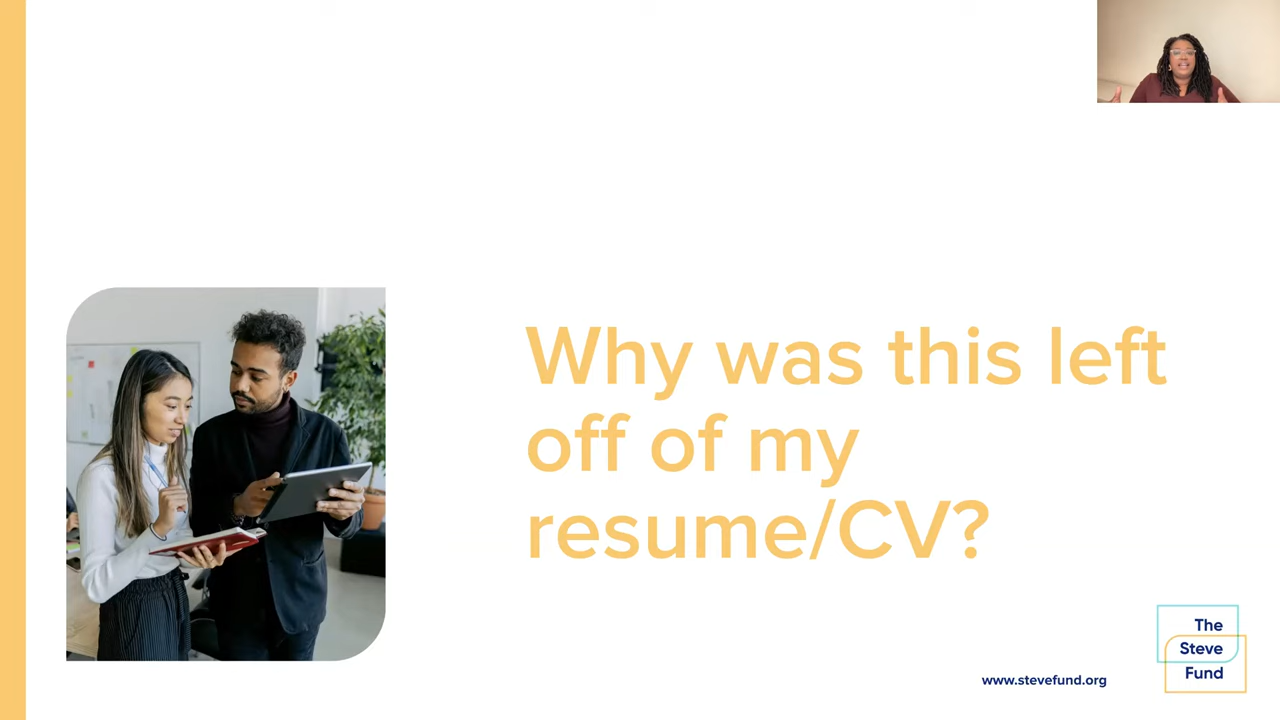 Why was this left
off of my
resume/CV?
www.stevefund.org
The
Steve
Fund